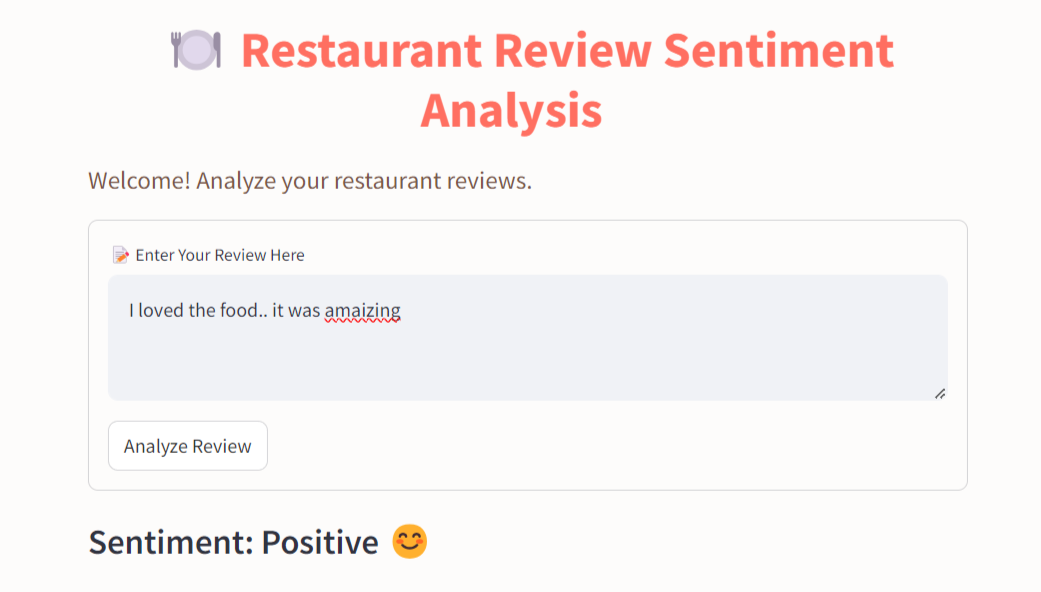 🍽️ Restaurant Review Sentiment
Analysis
Welcome! Analyze your restaurant reviews.
📝 Enter Your Review Here
I loved the food.. it was amaizing
Analyze Review
Sentiment: Positive 😊